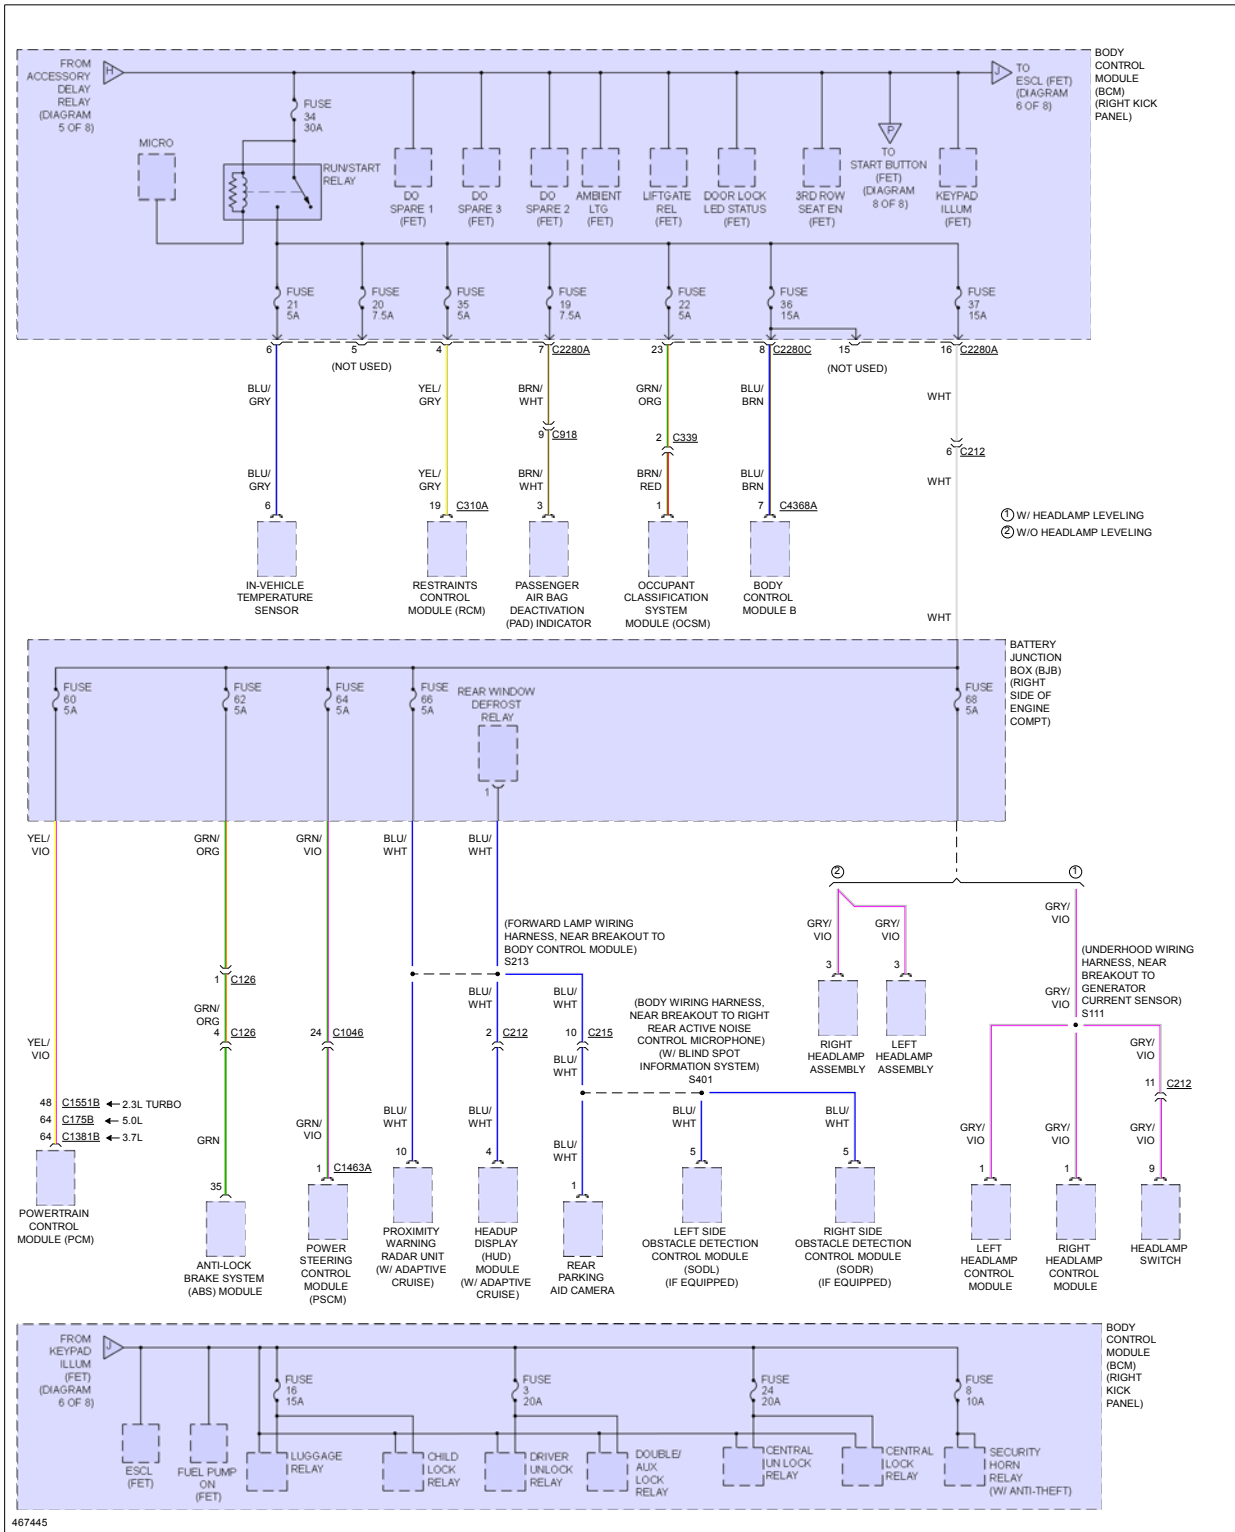 FROM
ACCESSORY
DELAY
RELAY
(DIAGRAM
5 OF 8)
H
J
TO
ESCL (FET)
(DIAGRAM
6 OF 8)
BODY
CONTROL
MODULE
(BCM)
(RIGHT KICK
PANEL)
FUSE
34
30A
MICRO
RUN/START
RELAY
DO
SPARE 1
(FET)
DO
SPARE 3
(FET)
DO
SPARE 2
(FET)
AMBIENT
LTG
(FET)
LIFTGATE
REL
(FET)
DOOR LOCK
LED STATUS
(FET)
3RD ROW
SEAT EN
(FET)
P
TO
START BUTTON
(FET)
(DIAGRAM
8 OF 8)
KEYPAD
ILLUM
(FET)
FUSE
21
5A
FUSE
20
7.5A
FUSE
35
5A
FUSE
19
7.5A
FUSE
22
5A
FUSE
36
15A
FUSE
37
15A
6
5
4
7 C2280A
23
8 C2280C
15
16 C2280A
(NOT USED)
(NOT USED)
BLU/
GRY
YEL/
GRY
BRN/
WHT
GRN/
ORG
BLU/
BRN
WHT
9 C918
2 C339
6 C212
BLU/
GRY
YEL/
GRY
BRN/
WHT
BRN/
RED
BLU/
BRN
WHT
6
19 C310A
3
1
7 C4368A
1 W/ HEADLAMP LEVELING
2 W/O HEADLAMP LEVELING
IN-VEHICLE
TEMPERATURE
SENSOR
RESTRAINTS
CONTROL
MODULE (RCM)
PASSENGER
AIR BAG
DEACTIVATION
(PAD) INDICATOR
OCCUPANT
CLASSIFICATION
SYSTEM
MODULE (OCSM)
BODY
CONTROL
MODULE B
WHT
BATTERY
JUNCTION
BOX (BJB)
(RIGHT
SIDE OF
ENGINE
COMPT)
FUSE
60
5A
FUSE
62
5A
FUSE
64
5A
FUSE
66
5A
REAR WINDOW
DEFROST
RELAY
1
FUSE
68
5A
YEL/
VIO
GRN/
ORG
GRN/
VIO
BLU/
WHT
BLU/
WHT
2
1
(FORWARD LAMP WIRING
HARNESS, NEAR BREAKOUT TO
BODY CONTROL MODULE)
S213
GRY/
VIO
GRY/
VIO
GRY/
VIO
(UNDERHOOD WIRING
HARNESS, NEAR
BREAKOUT TO
GENERATOR
CURRENT SENSOR)
S111
3
3
1 C126
GRN/
ORG
4 C126
24 C1046
BLU/
WHT
2 C212
BLU/
WHT
10 C215
BLU/
WHT
(BODY WIRING HARNESS,
NEAR BREAKOUT TO RIGHT
REAR ACTIVE NOISE
CONTROL MICROPHONE)
(W/ BLIND SPOT
INFORMATION SYSTEM)
S401
RIGHT
HEADLAMP
ASSEMBLY
LEFT
HEADLAMP
ASSEMBLY
GRY/
VIO
GRY/
VIO
11 C212
YEL/
VIO
48 C1551B 2.3L TURBO
64 C175B 5.0L
64 C1381B 3.7L
GRN
GRN/
VIO
BLU/
WHT
BLU/
WHT
BLU/
WHT
BLU/
WHT
BLU/
WHT
GRY/
VIO
GRY/
VIO
GRY/
VIO
35
1 C1463A
10
4
1
5
5
1
1
9
POWERTRAIN
CONTROL
MODULE (PCM)
ANTI-LOCK
BRAKE SYSTEM
(ABS) MODULE
POWER
STEERING
CONTROL
MODULE
(PSCM)
PROXIMITY
WARNING
RADAR UNIT
(W/ ADAPTIVE
CRUISE)
HEADUP
DISPLAY
(HUD)
MODULE
(W/ ADAPTIVE
CRUISE)
REAR
PARKING
AID CAMERA
LEFT SIDE
OBSTACLE DETECTION
CONTROL MODULE
(SODL)
(IF EQUIPPED)
RIGHT SIDE
OBSTACLE DETECTION
CONTROL MODULE
(SODR)
(IF EQUIPPED)
LEFT
HEADLAMP
CONTROL
MODULE
RIGHT
HEADLAMP
CONTROL
MODULE
HEADLAMP
SWITCH
FROM
KEYPAD
ILLUM
(FET)
(DIAGRAM
6 OF 8)
J
BODY
CONTROL
MODULE
(BCM)
(RIGHT
KICK
PANEL)
FUSE
16
15A
FUSE
3
20A
FUSE
24
20A
FUSE
8
10A
ESCL
(FET)
FUEL PUMP
ON
(FET)
LUGGAGE
RELAY
CHILD
LOCK
RELAY
DRIVER
UNLOCK
RELAY
DOUBLE/
AUX
LOCK
RELAY
CENTRAL
UN LOCK
RELAY
CENTRAL
LOCK
RELAY
SECURITY
HORN
RELAY
(W/ ANTI-THEFT)
467445